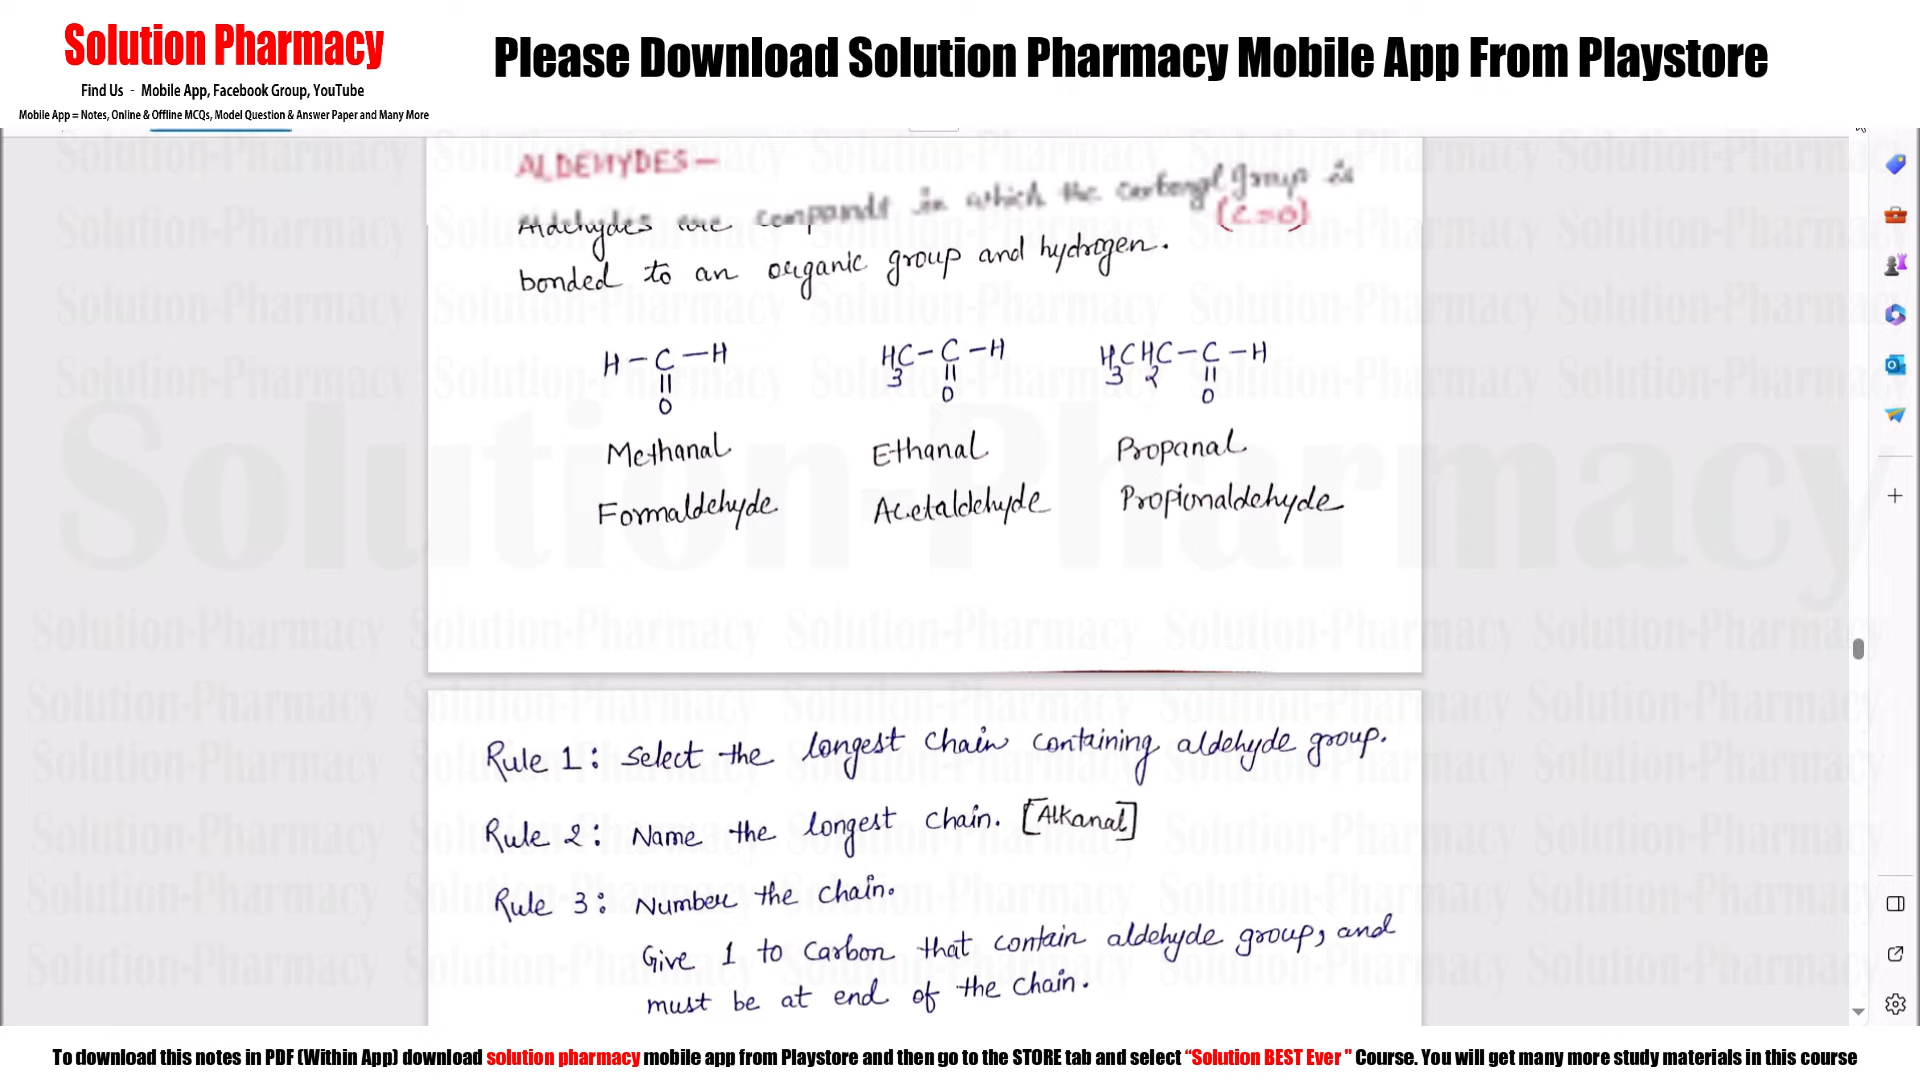 Solution Pharmacy
Find Us - Mobile App, Facebook Group, YouTube
Mobile App = Notes, Online & Offline MCQs, Model Question & Answer Paper and Many More
Please Download Solution Pharmacy Mobile App From Playstore
ALDEHYDES—
Aldehydes are compounds in which the carbonyl group is
(C=O)
bonded to an organic group and hydrogen.
H – C – H    H3C – C – H    H3CH2C – C – H
||    ||    ||
O    O    O
Methanal    Ethanal    Propanal
Formaldehyde    Acetaldehyde    Propionaldehyde
Rule 1: Select the longest chain containing aldehyde group.
Rule 2: Name the longest chain. [Alkanal]
Rule 3: Number the chain.
Give 1 to carbon that contain aldehyde group, and
must be at end of the chain.
Solution-Pharmacy
To download this notes in PDF (Within App) download solution pharmacy mobile app from Playstore and then go to the STORE tab and select “Solution BEST Ever " Course. You will get many more study materials in this course